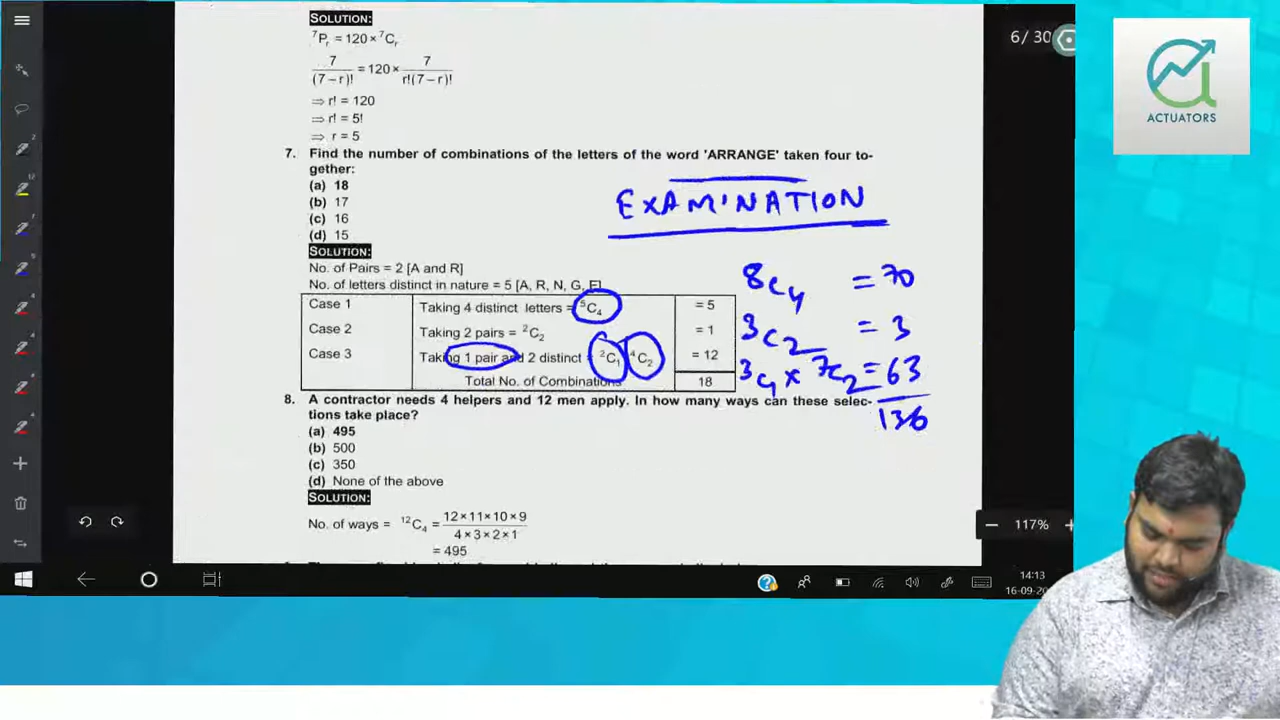 SOLUTION:
⁷Pᵣ = 120 × ⁷Cᵣ
7 / (7 – r)! = 120 × 7 / r!(7 – r)!
⇒ r! = 120
⇒ r! = 5!
⇒ r = 5
7. Find the number of combinations of the letters of the word 'ARRANGE' taken four to-
gether:
(a) 18
(b) 17
(c) 16
(d) 15
SOLUTION:
No. of Pairs = 2 [A and R]
No. of letters distinct in nature = 5 [A, R, N, G, E]
Case 1 Taking 4 distinct letters = ⁵C₄ = 5
Case 2 Taking 2 pairs = ²C₂ = 1
Case 3 Taking 1 pair and 2 distinct = ²C₁ ⁴C₂ = 12
Total No. of Combinations 18
8. A contractor needs 4 helpers and 12 men apply. In how many ways can these selec-
tions take place?
(a) 495
(b) 500
(c) 350
(d) None of the above
SOLUTION:
No. of ways = ¹²C₄ = 12×11×10×9 / 4×3×2×1
= 495
EXAMINATION
8C4 = 70
3C2 = 3
3C1 × 7C2 = 63
136
6 / 30
ACTUATORS
117%
14:13
16-09-20